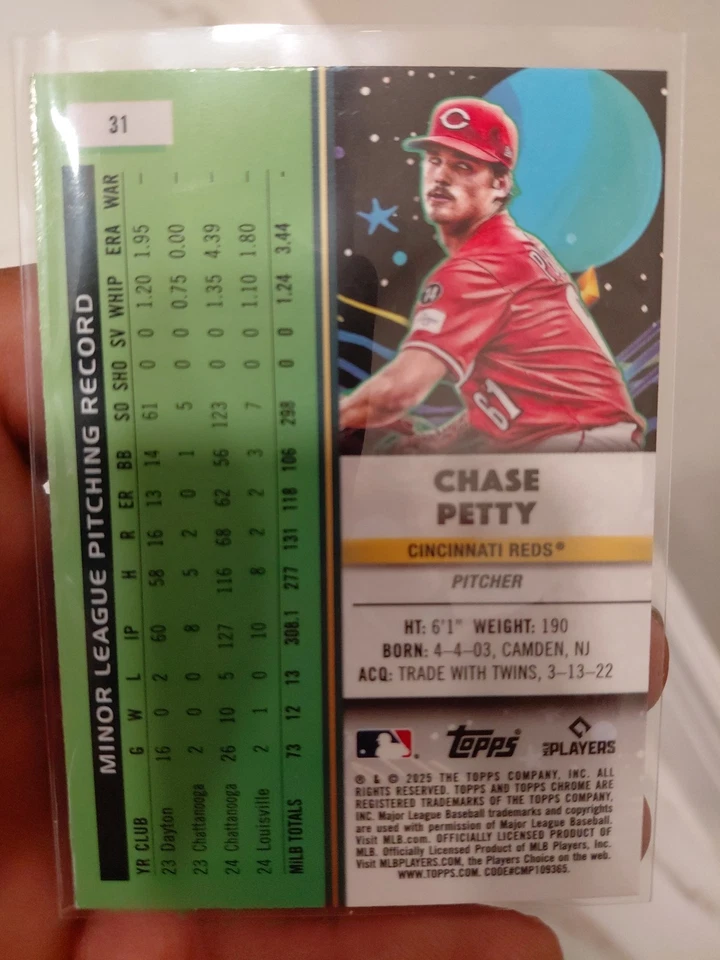 31
MINOR LEAGUE PITCHING RECORD
YR CLUB G W L IP H R ER BB SO SHO SV WHIP ERA WAR
23 Dayton 16 0 2 60 58 16 13 14 61 0 0 1.20 1.95 –
23 Chattanooga 2 0 0 8 5 2 0 1 5 0 0 0.75 0.00 –
24 Chattanooga 26 10 5 127 116 68 62 56 123 0 0 1.35 4.39 –
24 Louisville 2 1 0 10 8 2 2 3 7 0 0 1.10 1.80 –
MiLB TOTALS 73 12 13 308.1 277 131 118 106 298 0 0 1.24 3.44 -
C
61
CHASE
PETTY
CINCINNATI REDS®
PITCHER
HT: 6'1" WEIGHT: 190
BORN: 4-4-03, CAMDEN, NJ
ACQ: TRADE WITH TWINS, 3-13-22
topps
MLB PLAYERS
® & © 2025 THE TOPPS COMPANY, INC. ALL
RIGHTS RESERVED. TOPPS AND TOPPS CHROME ARE
REGISTERED TRADEMARKS OF THE TOPPS COMPANY,
INC. Major League Baseball trademarks and copyrights
are used with permission of Major League Baseball.
Visit MLB.com. OFFICIALLY LICENSED PRODUCT OF
MLB. Officially Licensed Product of MLB Players, Inc.
Visit MLBPLAYERS.COM, the Players Choice on the web.
WWW.TOPPS.COM. CODE#CMP109365.